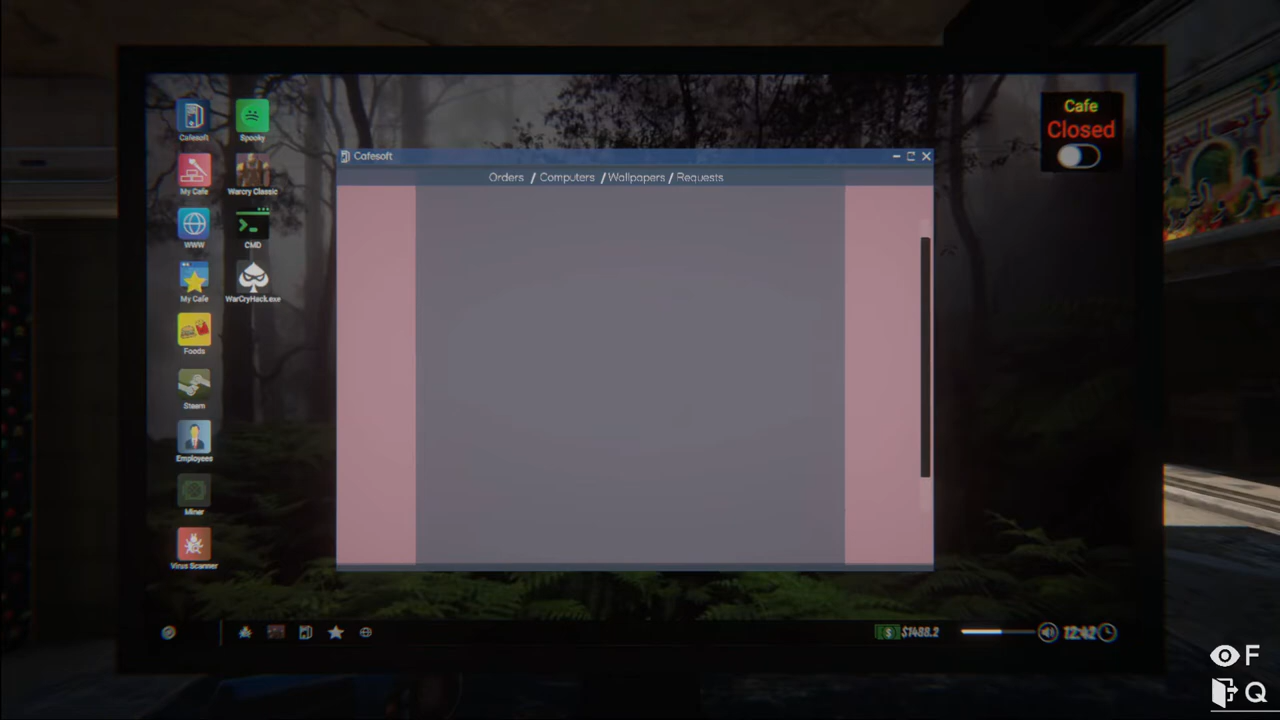 Cafe
Closed
Cafesoft
Spooky
Cafesoft
Orders / Computers / Wallpapers / Requests
My Cafe
Warcry Classic
WWW
CMD
My Cafe
WarCryHack.exe
Foods
Steam
Employees
Miner
Virus Scanner
$1488.2
12:42
F
Q